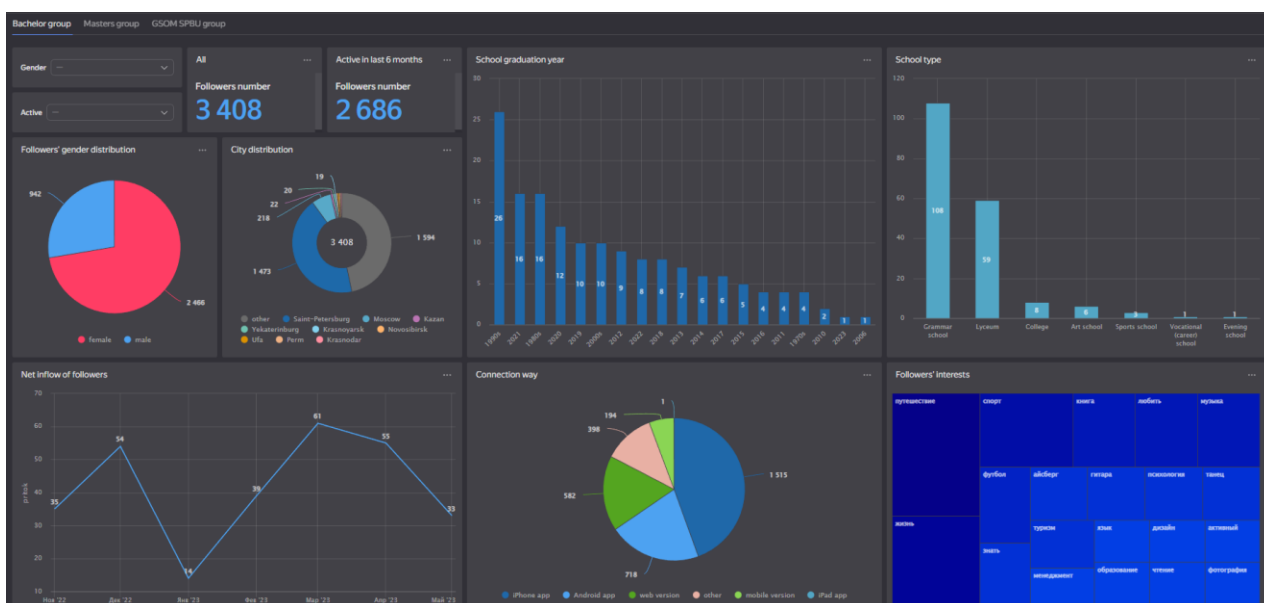 Bachelor group Masters group GSOM SPBU group
Gender —
Active —
All ...
Followers number
3 408
Active in last 6 months ...
Followers number
2 686
School graduation year ...
30
25
20
15
10
5
0
26 16 16 12 10 10 9 8 8 7 6 6 5 4 4 4 2 1 1
1990s 2021 1980s 2020 2019 2000s 2012 2022 2018 2013 2014 2017 2015 2016 2011 1970s 2010 2023 2006
School type ...
120
100
80
60
40
20
0
108 59 8 6 3 1 1
Grammar school
Lyceum
College
Art school
Sports school
Vocational (career) school
Evening school
Followers' gender distribution ...
942
2 466
female male
City distribution ...
19
20
22
218
1 594
3 408
1 473
other Saint-Petersburg Moscow Kazan
Yekaterinburg Krasnoyarsk Novosibirsk
Ufa Perm Krasnodar
Net inflow of followers ...
70
60
50
40
30
20
10
pritok
35 54 14 39 61 55 33
Ноя '22 Дек '22 Янв '23 Фев '23 Мар '23 Апр '23 Май '23
Connection way ...
1
194
398
1 515
582
718
iPhone app Android app web version other mobile version iPad app
Followers' interests ...
путешествие спорт книга любить музыка
футбол айсберг гитара психология танец
жизнь туризм язык дизайн активный
знать
менеджмент образование чтение фотография